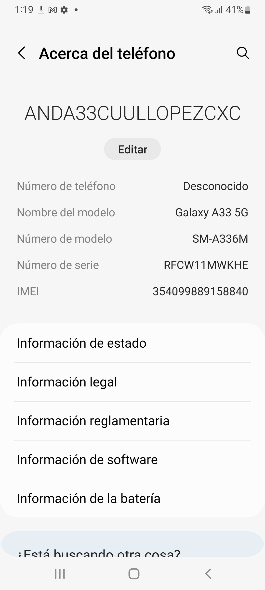 1:19
41%
Acerca del teléfono
ANDA33CUULLOPEZCXC
Editar
Número de teléfono Desconocido
Nombre del modelo Galaxy A33 5G
Número de modelo SM-A336M
Número de serie RFCW11MWKHE
IMEI 354099889158840
Información de estado
Información legal
Información reglamentaria
Información de software
Información de la batería
¿Está buscando otra cosa?